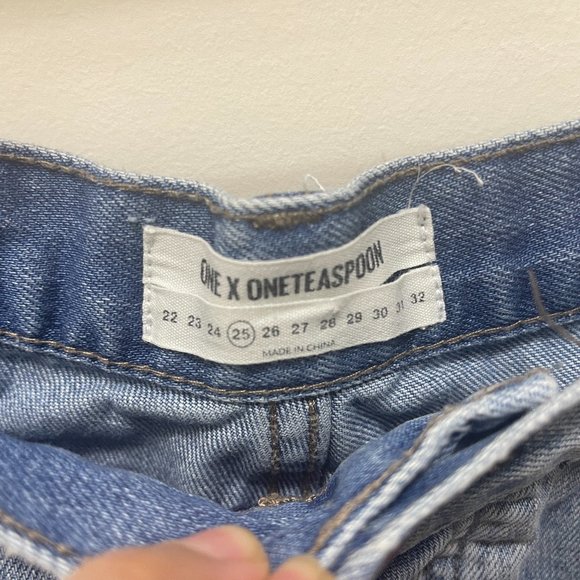 ONE X ONETEASPOON
22 23 24 25 26 27 28 29 30 31 32
MADE IN CHINA